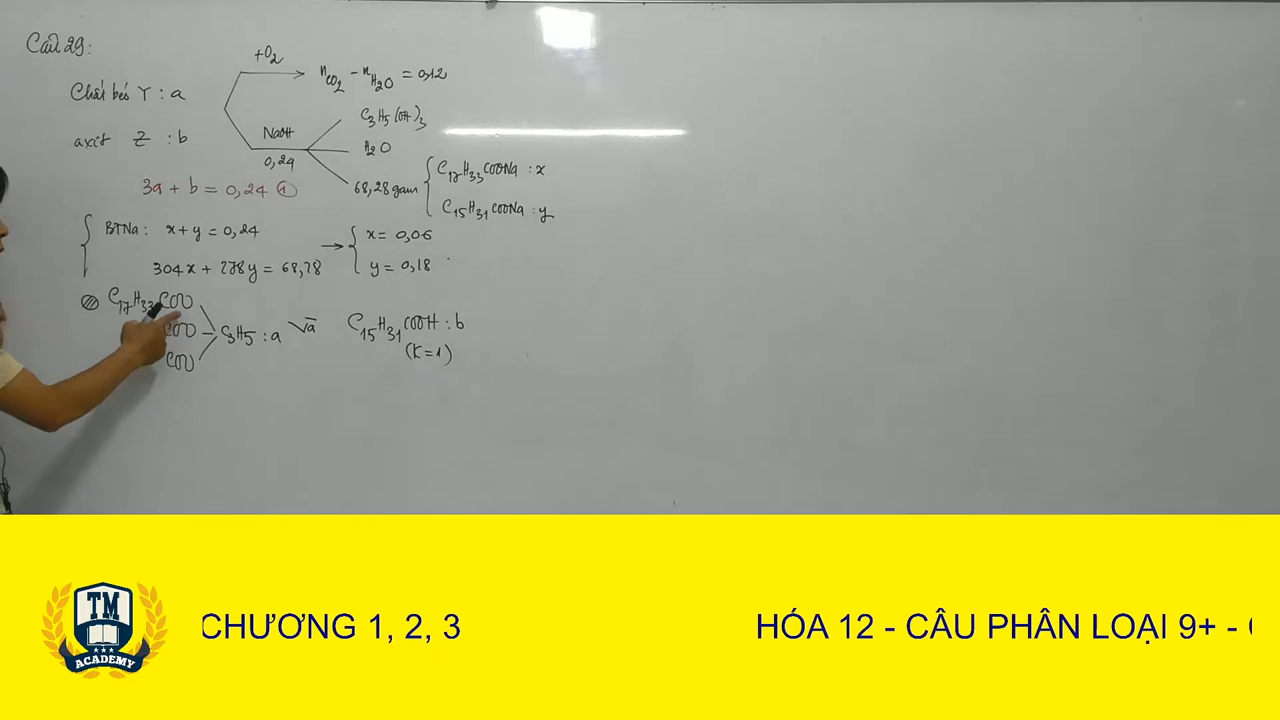 Câu 29:
+O2
nCO2 - nH2O = 0,12
Chất béo Y : a
C3H5(OH)3
axit Z : b
NaOH
0,24
H2O
3a + b = 0,24 ①
68,28 gam
C17H33COONa : x
C15H31COONa : y
BTNa: x + y = 0,24
304x + 278y = 68,28
→ x = 0,06
y = 0,18
C17H33COO
COO
COO
C3H5 : a
và
C15H31COOH : b
(K=1)
TM
ACADEMY
CHƯƠNG 1, 2, 3
HÓA 12 - CÂU PHÂN LOẠI 9+ -